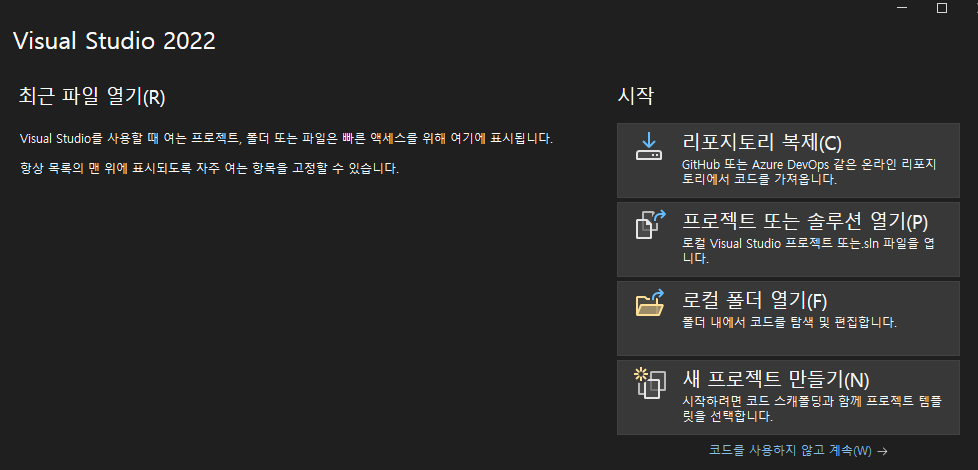 Visual Studio 2022
최근 파일 열기(R)
Visual Studio를 사용할 때 여는 프로젝트, 폴더 또는 파일은 빠른 액세스를 위해 여기에 표시됩니다.
항상 목록의 맨 위에 표시되도록 자주 여는 항목을 고정할 수 있습니다.
시작
리포지토리 복제(C)
GitHub 또는 Azure DevOps 같은 온라인 리포지
토리에서 코드를 가져옵니다.
프로젝트 또는 솔루션 열기(P)
로컬 Visual Studio 프로젝트 또는.sln 파일을 엽
니다.
로컬 폴더 열기(F)
폴더 내에서 코드를 탐색 및 편집합니다.
새 프로젝트 만들기(N)
시작하려면 코드 스캐폴딩과 함께 프로젝트 템플
릿을 선택합니다.
코드를 사용하지 않고 계속(W) →